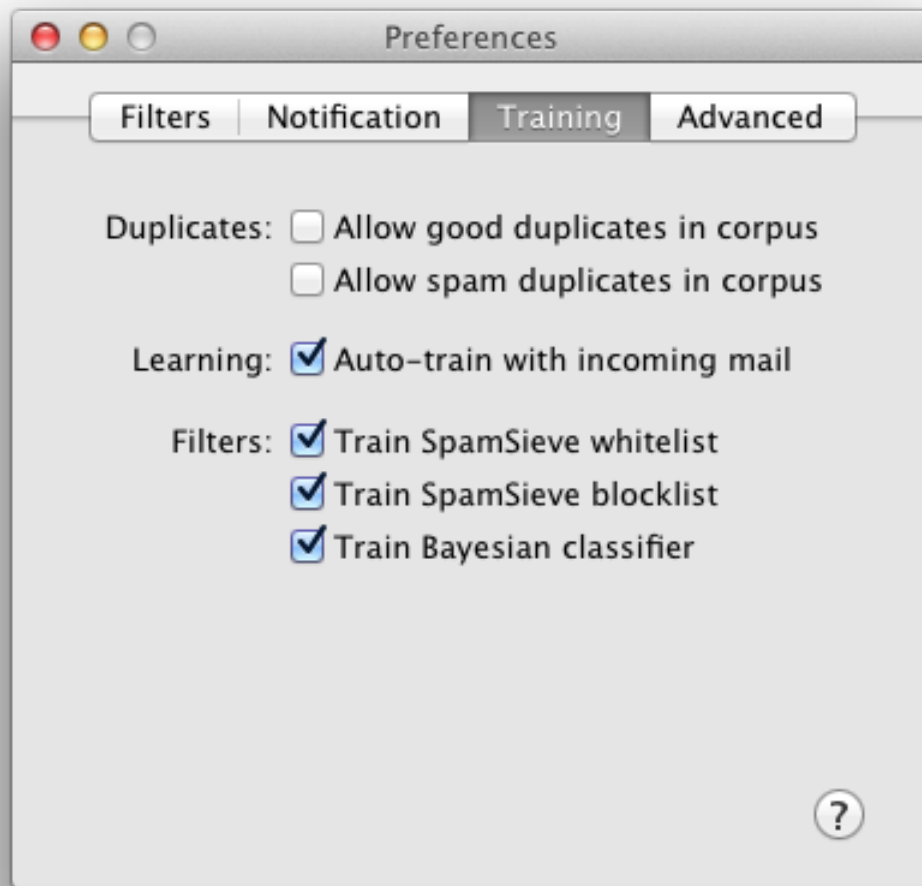 Preferences
Filters Notification Training Advanced
Duplicates: Allow good duplicates in corpus
Allow spam duplicates in corpus
Learning: Auto-train with incoming mail
Filters: Train SpamSieve whitelist
Train SpamSieve blocklist
Train Bayesian classifier
?